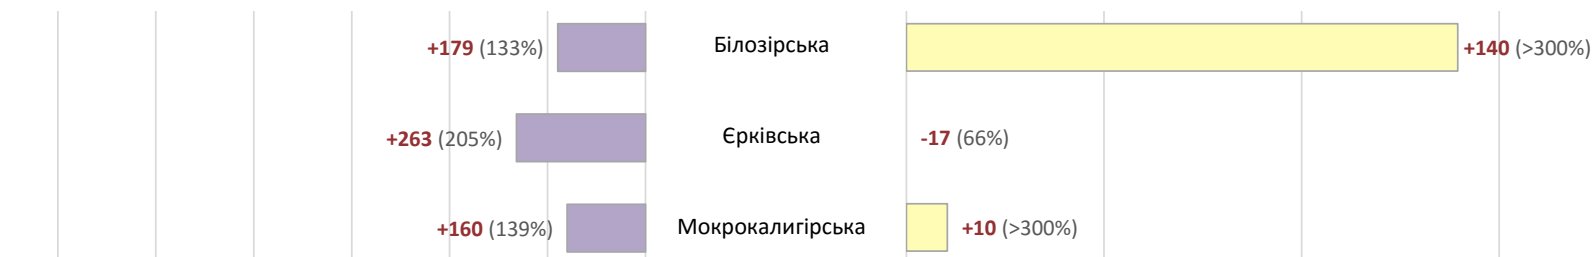 +179 (133%) Білозірська +140 (>300%)
+263 (205%) Єрківська -17 (66%)
+160 (139%) Мокрокалигірська +10 (>300%)